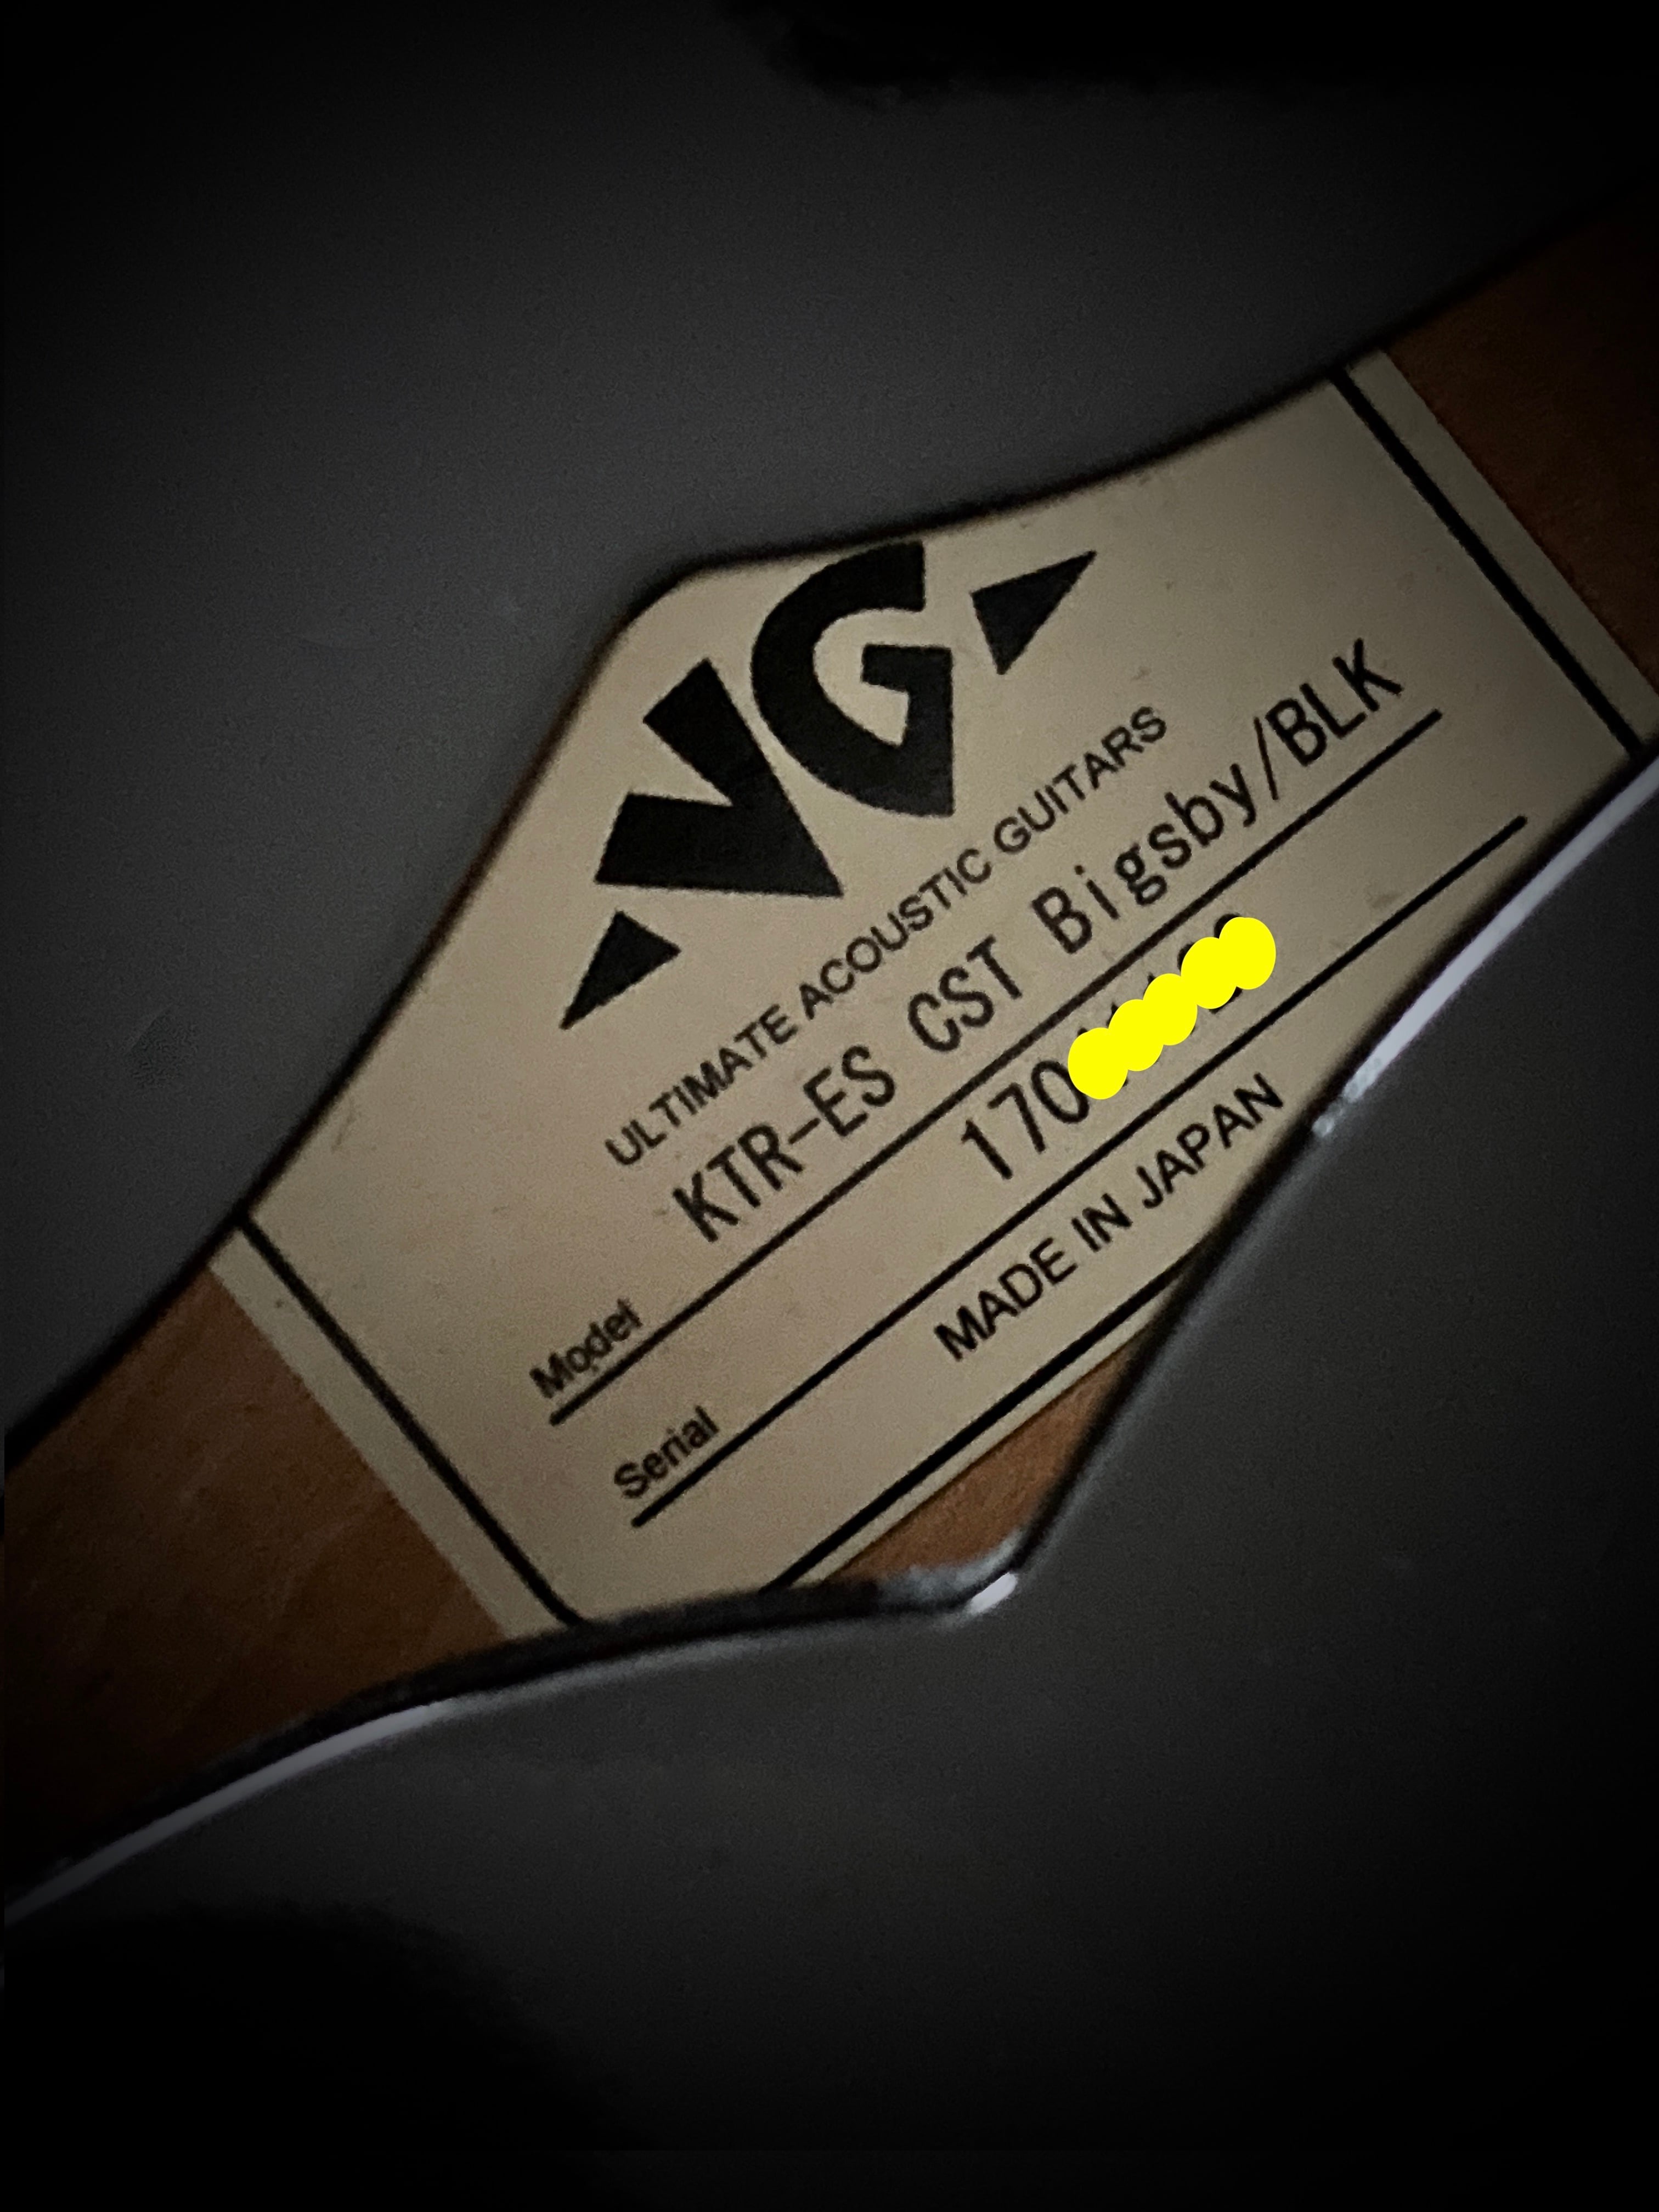 VG
ULTIMATE ACOUSTIC GUITARS
Model KTR-ES CST Bigsby/BLK
Serial 170
MADE IN JAPAN